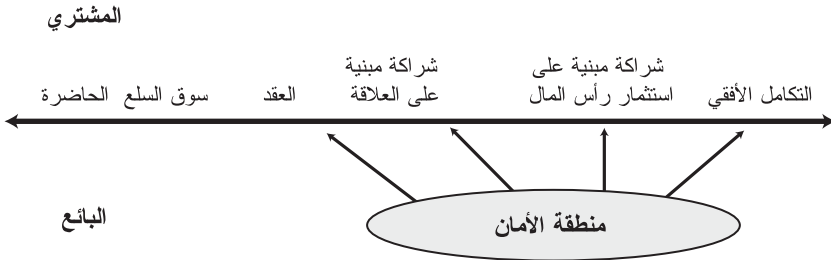 المشتري
التكامل الأفقي
شراكة مبنية على
استثمار رأس المال
شراكة مبنية
على العلاقة
العقد
سوق السلع الحاضرة
البائع
منطقة الأمان